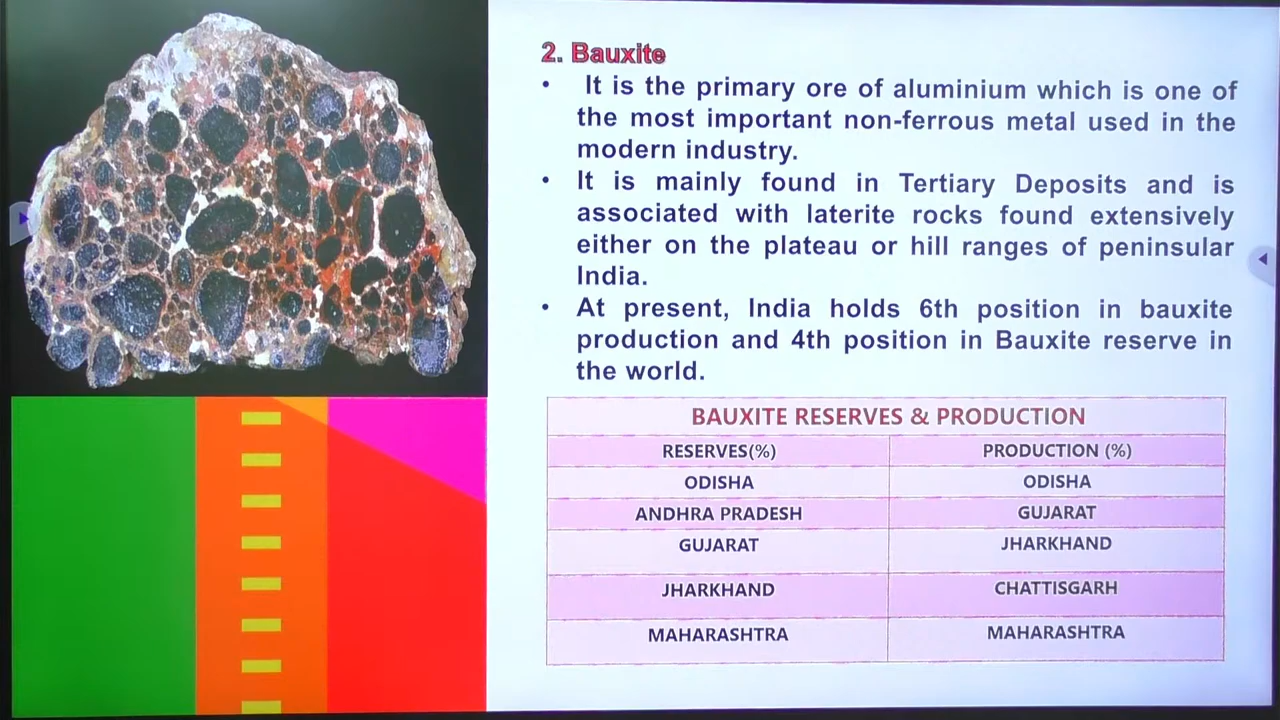 2. Bauxite
• It is the primary ore of aluminium which is one of
the most important non-ferrous metal used in the
modern industry.
• It is mainly found in Tertiary Deposits and is
associated with laterite rocks found extensively
either on the plateau or hill ranges of peninsular
India.
• At present, India holds 6th position in bauxite
production and 4th position in Bauxite reserve in
the world.
BAUXITE RESERVES & PRODUCTION
RESERVES(%) PRODUCTION (%)
ODISHA ODISHA
ANDHRA PRADESH GUJARAT
GUJARAT JHARKHAND
JHARKHAND CHATTISGARH
MAHARASHTRA MAHARASHTRA